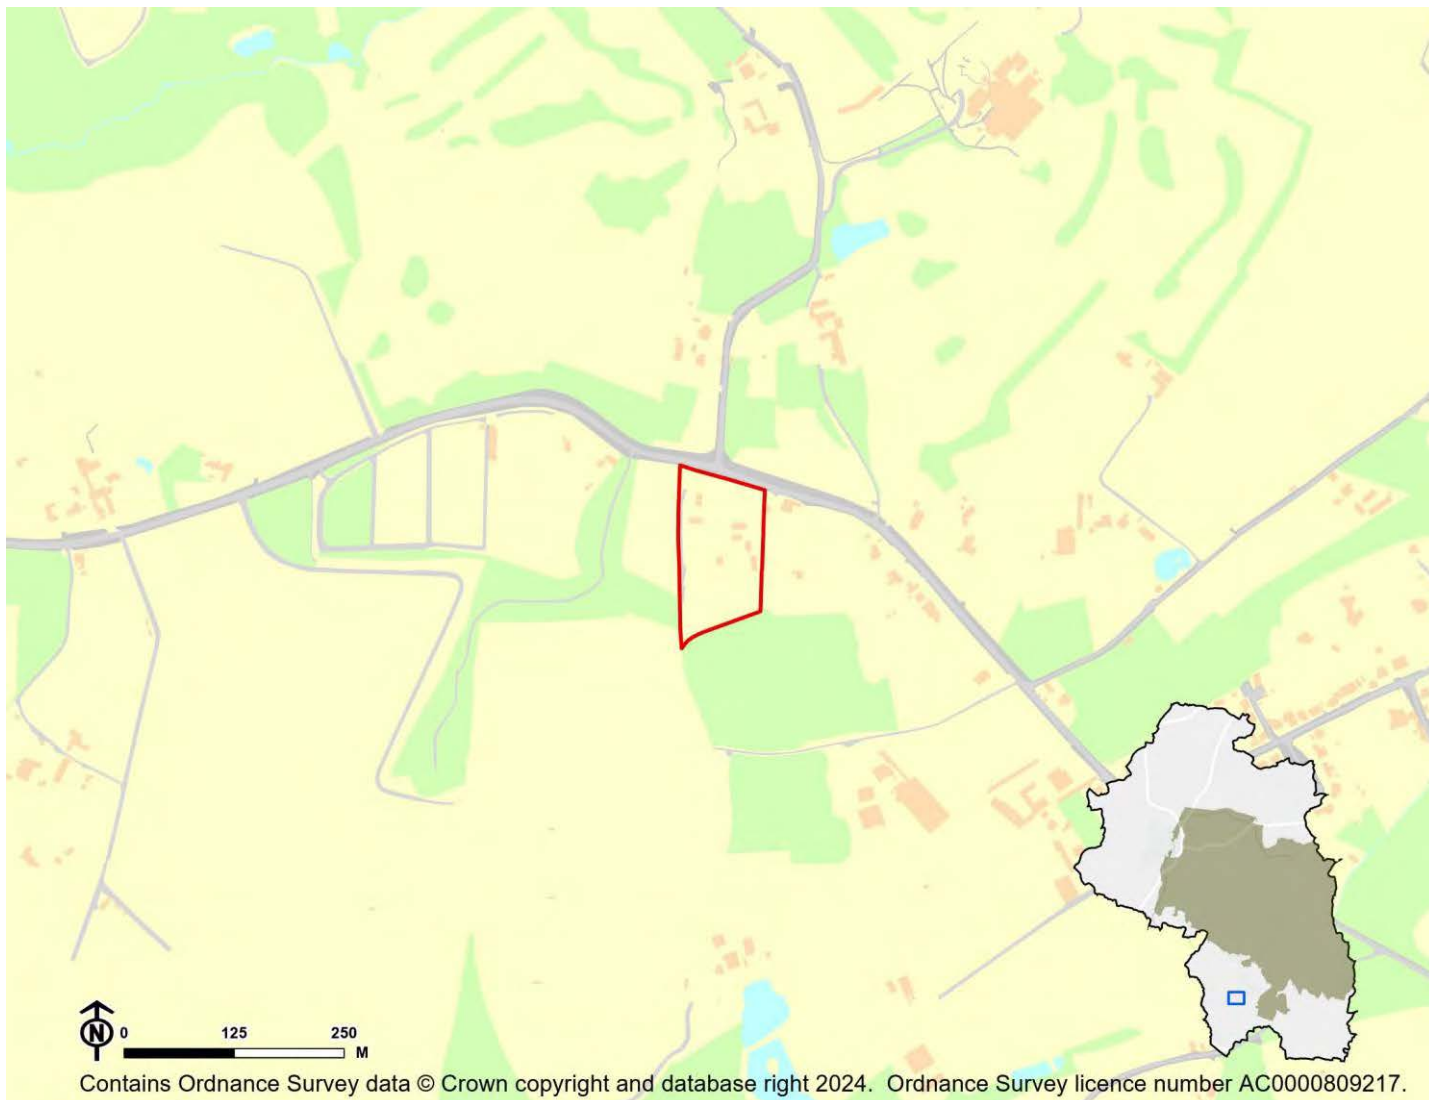 N
0 125 250
M
Contains Ordnance Survey data © Crown copyright and database right 2024. Ordnance Survey licence number AC0000809217.